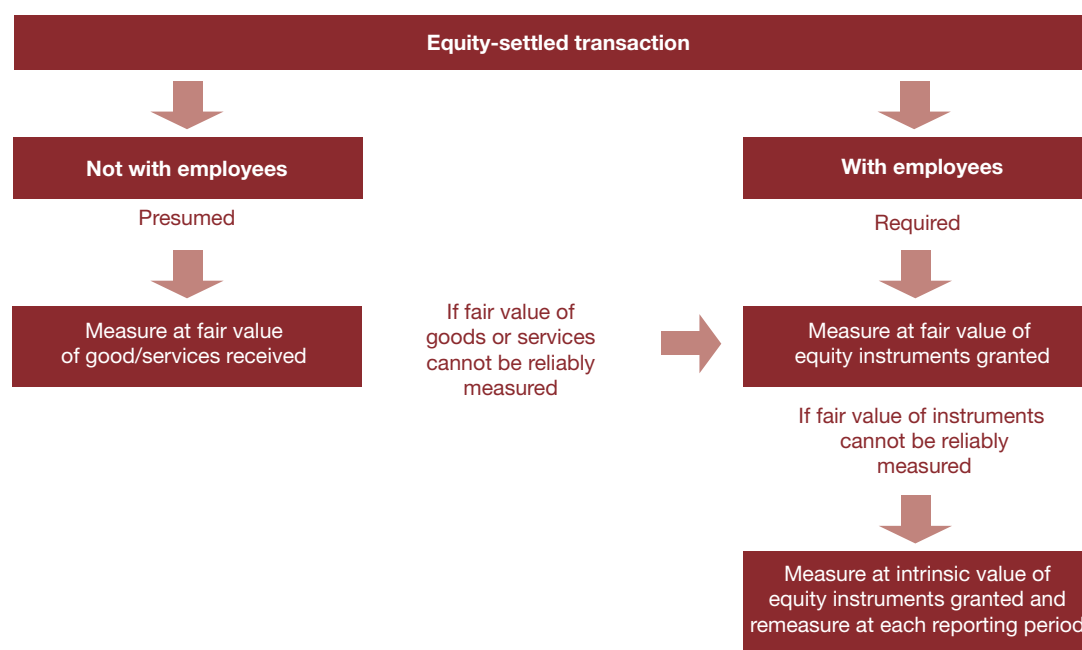 Equity-settled transaction
Not with employees
Presumed
Measure at fair value
of good/services received
If fair value of
goods or services
cannot be reliably
measured
With employees
Required
Measure at fair value of
equity instruments granted
If fair value of instruments
cannot be reliably
measured
Measure at intrinsic value of
equity instruments granted and
remeasure at each reporting period